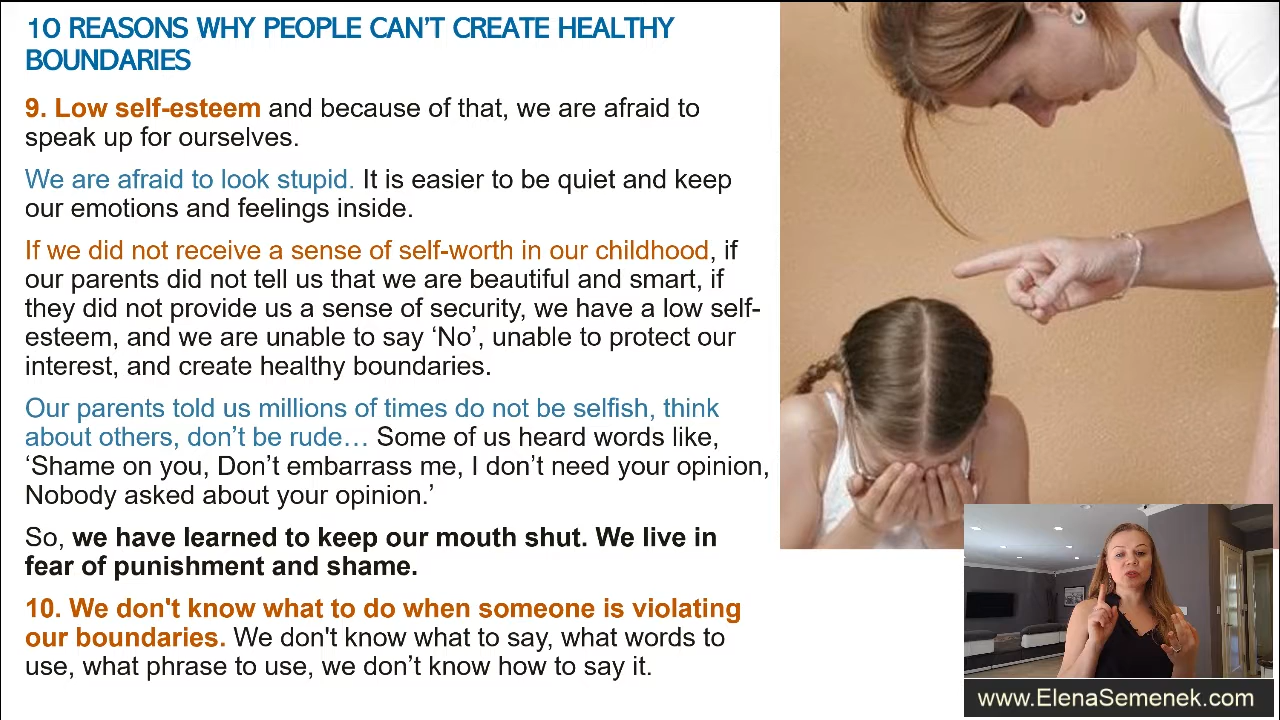 10 REASONS WHY PEOPLE CAN’T CREATE HEALTHY
BOUNDARIES
9. Low self-esteem and because of that, we are afraid to
speak up for ourselves.
We are afraid to look stupid. It is easier to be quiet and keep
our emotions and feelings inside.
If we did not receive a sense of self-worth in our childhood, if
our parents did not tell us that we are beautiful and smart, if
they did not provide us a sense of security, we have a low self-
esteem, and we are unable to say ‘No’, unable to protect our
interest, and create healthy boundaries.
Our parents told us millions of times do not be selfish, think
about others, don’t be rude… Some of us heard words like,
‘Shame on you, Don’t embarrass me, I don’t need your opinion,
Nobody asked about your opinion.’
So, we have learned to keep our mouth shut. We live in
fear of punishment and shame.
10. We don't know what to do when someone is violating
our boundaries. We don't know what to say, what words to
use, what phrase to use, we don’t know how to say it.
www.ElenaSemenek.com